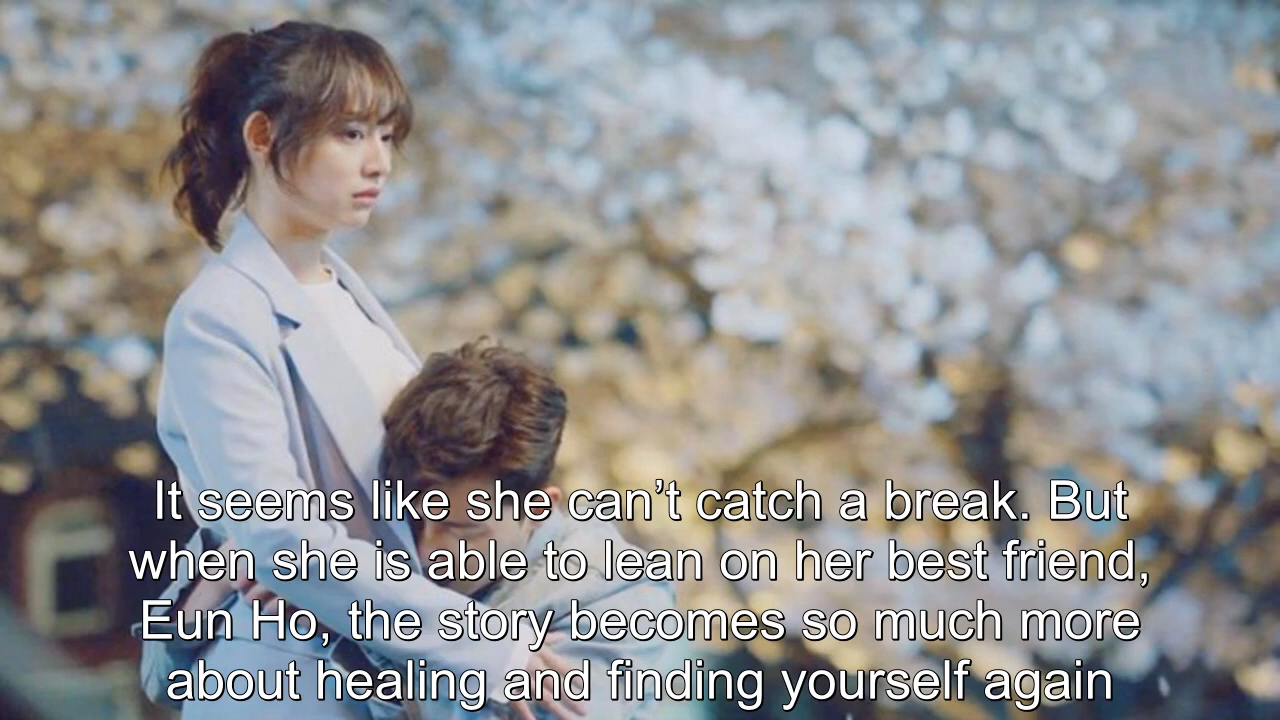 It seems like she can’t catch a break. But
when she is able to lean on her best friend,
Eun Ho, the story becomes so much more
about healing and finding yourself again